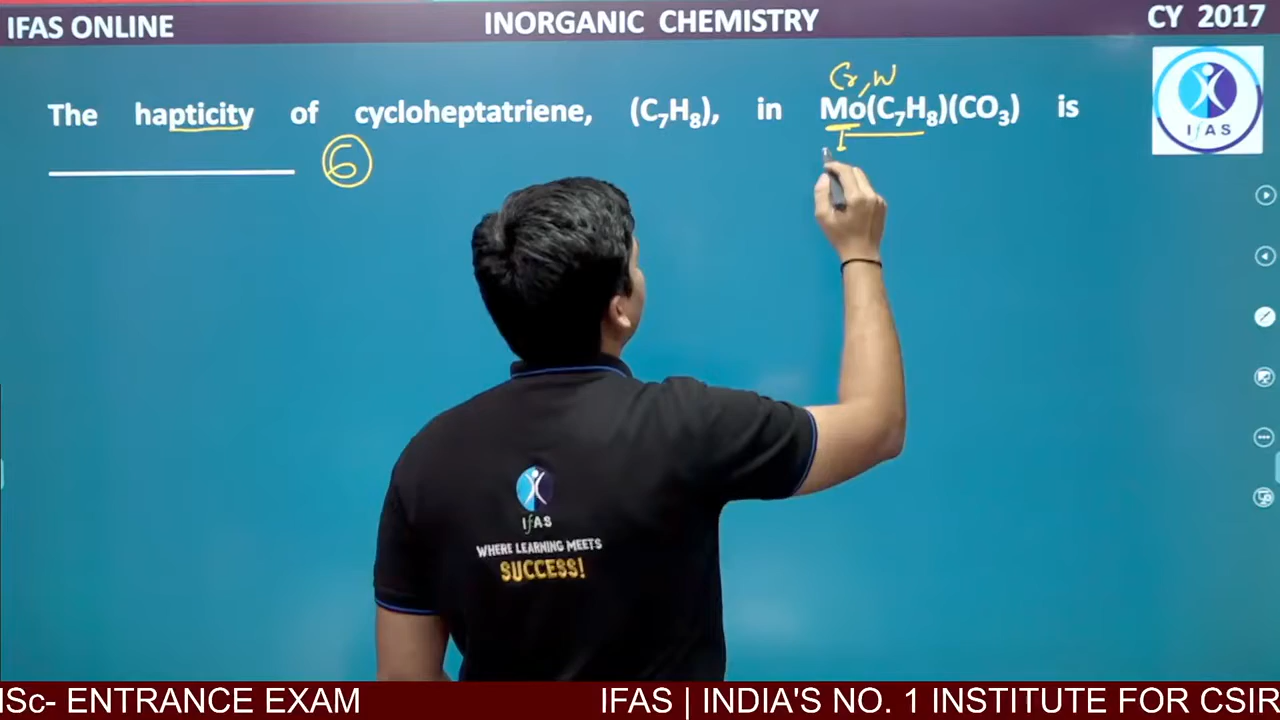 IFAS ONLINE
INORGANIC CHEMISTRY
CY 2017
Cr, W
The hapticity of cycloheptatriene, (C₇H₈), in Mo(C₇H₈)(CO₃) is
6
IFAS
IFAS
WHERE LEARNING MEETS
SUCCESS!
ISc- ENTRANCE EXAM
IFAS | INDIA'S NO. 1 INSTITUTE FOR CSIR